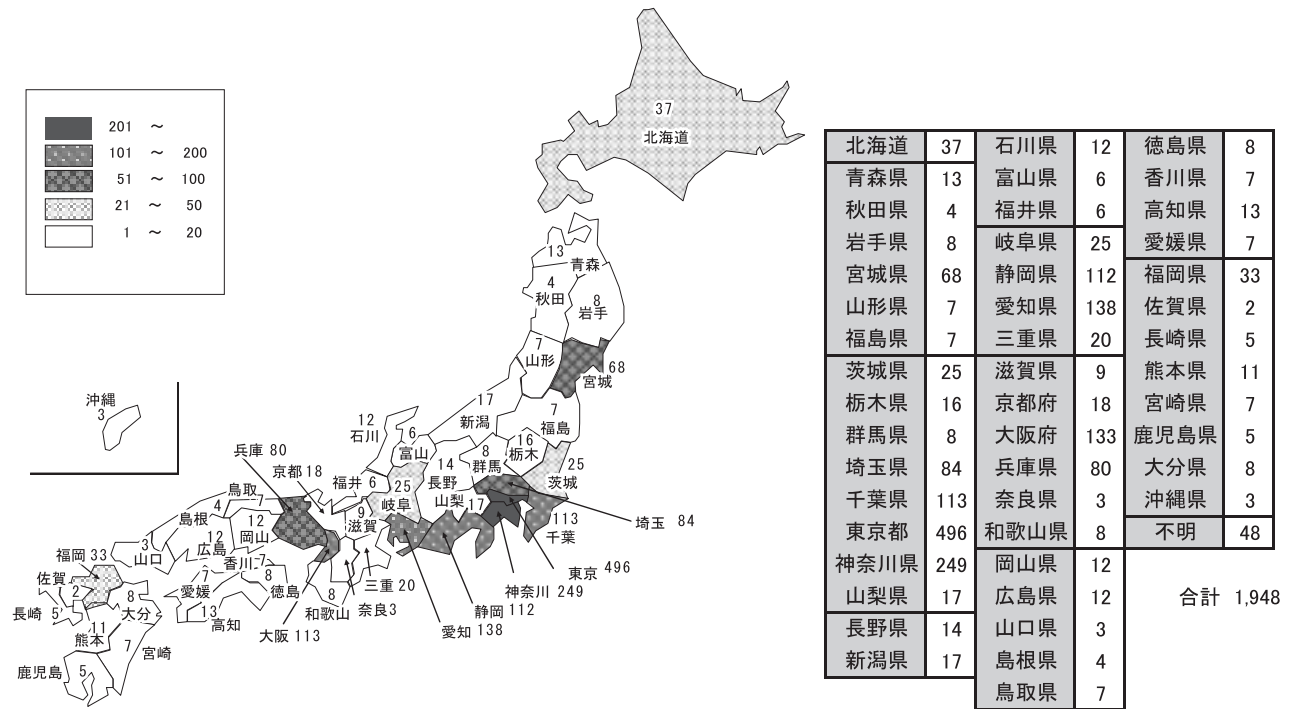 201 ～
101 ～ 200
51 ～ 100
21 ～ 50
1 ～ 20
37
北海道
13
青森
4
秋田
8
岩手
7
山形
68
宮城
17
新潟
7
福島
沖縄
3
12
石川
6
富山
8
群馬
16
栃木
25
茨城
兵庫 80
京都 18
福井 6
25
岐阜
14
長野
山梨
17
113
千葉
埼玉 84
鳥取
7
4
島根
12
岡山
9
滋賀
3
山口
12
広島
香川 7
福岡 33
佐賀
2
8
大分
7
愛媛
8
徳島
三重 20
東京 496
神奈川 249
長崎 5
11
熊本
13
高知
8
和歌山
奈良3
静岡 112
大阪 113
愛知 138
7
宮崎
鹿児島 5
北海道 37 石川県 12 徳島県 8
青森県 13 富山県 6 香川県 7
秋田県 4 福井県 6 高知県 13
岩手県 8 岐阜県 25 愛媛県 7
宮城県 68 静岡県 112 福岡県 33
山形県 7 愛知県 138 佐賀県 2
福島県 7 三重県 20 長崎県 5
茨城県 25 滋賀県 9 熊本県 11
栃木県 16 京都府 18 宮崎県 7
群馬県 8 大阪府 133 鹿児島県 5
埼玉県 84 兵庫県 80 大分県 8
千葉県 113 奈良県 3 沖縄県 3
東京都 496 和歌山県 8 不明 48
神奈川県 249 岡山県 12
山梨県 17 広島県 12 合計 1,948
長野県 14 山口県 3
新潟県 17 島根県 4
鳥取県 7